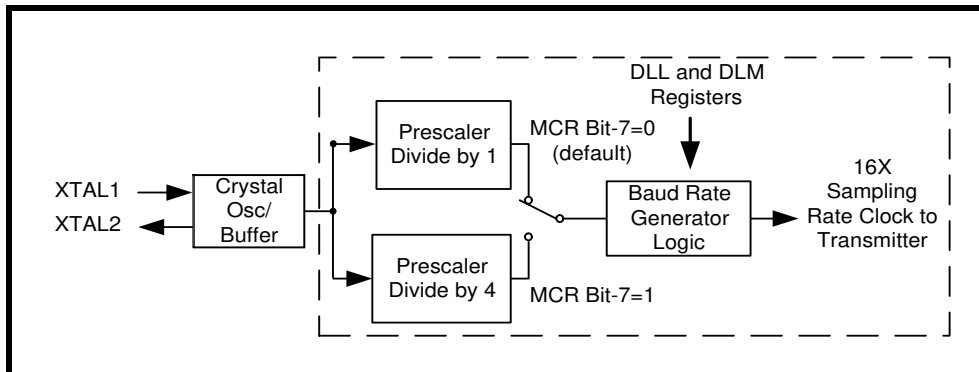 DLL and DLM
Registers
Prescaler
Divide by 1
MCR Bit-7=0
(default)
XTAL1
XTAL2
Crystal
Osc/
Buffer
Baud Rate
Generator
Logic
16X
Sampling
Rate Clock to
Transmitter
Prescaler
Divide by 4
MCR Bit-7=1